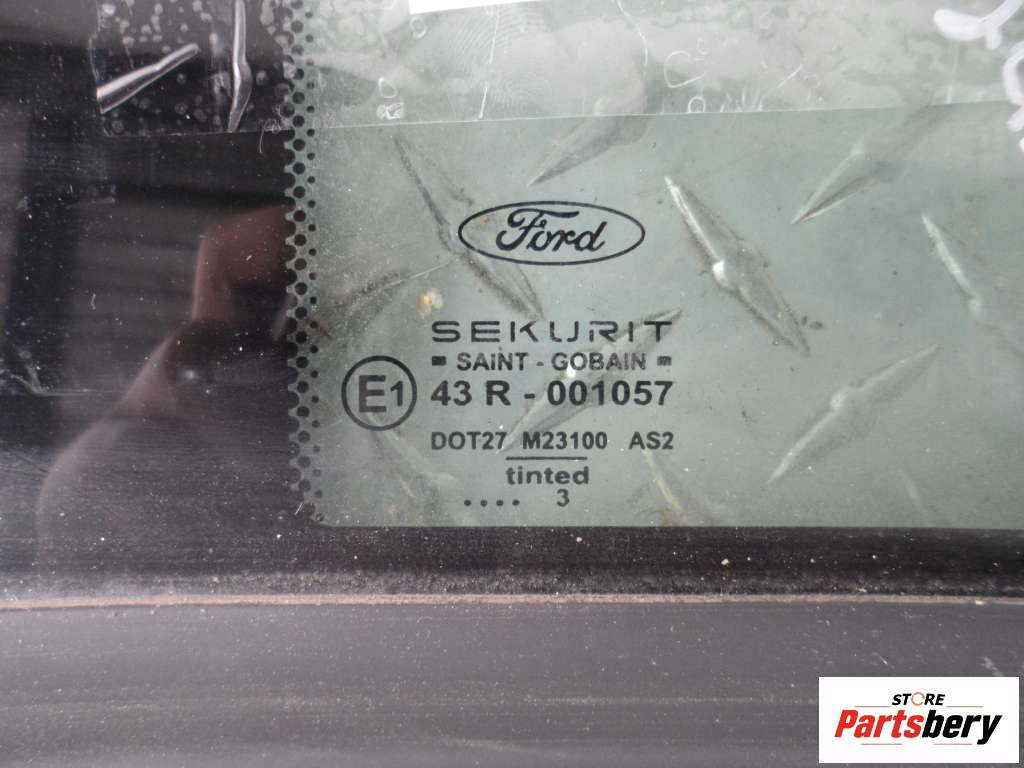 Ford
SEKURIT
SAINT - GOBAIN
E1 43 R - 001057
DOT27 M23100 AS2
tinted
.... 3
STORE
Partsbery